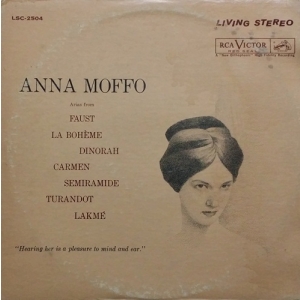 LSC-2504
LIVING STEREO
RCA VICTOR
ANNA MOFFO
Arias from
FAUST
LA BOHÈME
DINORAH
CARMEN
SEMIRAMIDE
TURANDOT
LAKMÉ
"Hearing her is a pleasure to mind and ear."